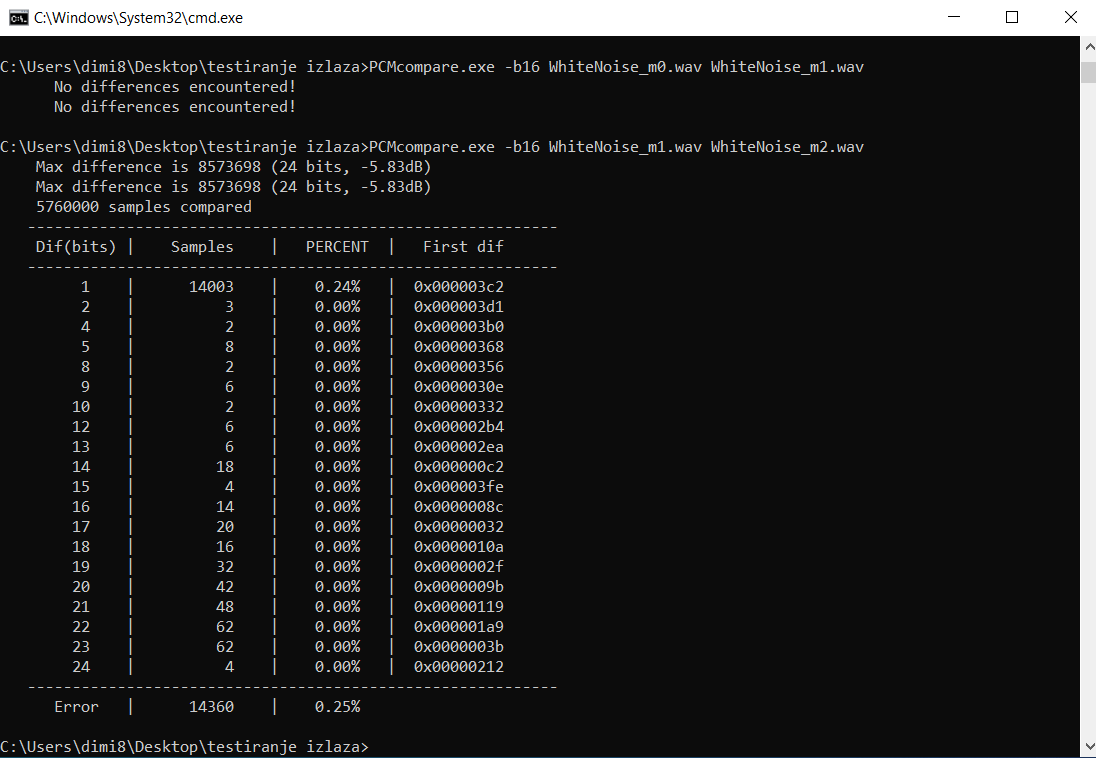 C:\Windows\System32\cmd.exe
C:\Users\dimi8\Desktop\testiranje izlaza>PCMcompare.exe -b16 WhiteNoise_m0.wav WhiteNoise_m1.wav
      No differences encountered!
      No differences encountered!
C:\Users\dimi8\Desktop\testiranje izlaza>PCMcompare.exe -b16 WhiteNoise_m1.wav WhiteNoise_m2.wav
    Max difference is 8573698 (24 bits, -5.83dB)
    Max difference is 8573698 (24 bits, -5.83dB)
    5760000 samples compared
   -----------------------------------------------------------
    Dif(bits) |    Samples    |   PERCENT  |   First dif
   -----------------------------------------------------------
         1    |      14003    |    0.24%   |  0x000003c2
         2    |          3    |    0.00%   |  0x000003d1
         4    |          2    |    0.00%   |  0x000003b0
         5    |          8    |    0.00%   |  0x00000368
         8    |          2    |    0.00%   |  0x00000356
         9    |          6    |    0.00%   |  0x0000030e
        10    |          2    |    0.00%   |  0x00000332
        12    |          6    |    0.00%   |  0x000002b4
        13    |          6    |    0.00%   |  0x000002ea
        14    |         18    |    0.00%   |  0x000000c2
        15    |          4    |    0.00%   |  0x000003fe
        16    |         14    |    0.00%   |  0x0000008c
        17    |         20    |    0.00%   |  0x00000032
        18    |         16    |    0.00%   |  0x0000010a
        19    |         32    |    0.00%   |  0x0000002f
        20    |         42    |    0.00%   |  0x0000009b
        21    |         48    |    0.00%   |  0x00000119
        22    |         62    |    0.00%   |  0x000001a9
        23    |         62    |    0.00%   |  0x0000003b
        24    |          4    |    0.00%   |  0x00000212
   -----------------------------------------------------------
      Error   |      14360    |    0.25%
C:\Users\dimi8\Desktop\testiranje izlaza>